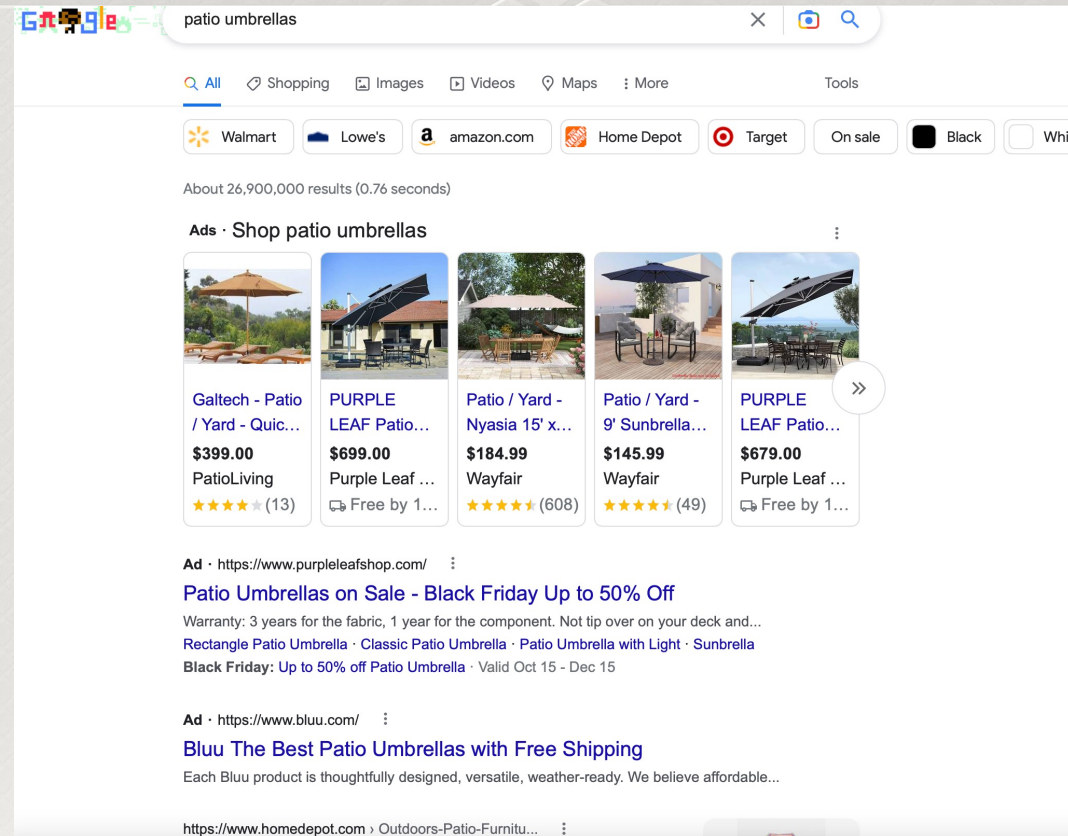 Google
patio umbrellas
All
Shopping
Images
Videos
Maps
More
Tools
Walmart
Lowe's
a
amazon.com
Home Depot
Target
On sale
Black
Whi
About 26,900,000 results (0.76 seconds)
Ads · Shop patio umbrellas
Galtech - Patio
/ Yard - Quic...
$399.00
PatioLiving
(13)
PURPLE
LEAF Patio...
$699.00
Purple Leaf ...
Free by 1...
Patio / Yard -
Nyasia 15' x...
$184.99
Wayfair
(608)
Patio / Yard -
9' Sunbrella...
$145.99
Wayfair
(49)
PURPLE
LEAF Patio...
$679.00
Purple Leaf ...
Free by 1...
Ad · https://www.purpleleafshop.com/
Patio Umbrellas on Sale - Black Friday Up to 50% Off
Warranty: 3 years for the fabric, 1 year for the component. Not tip over on your deck and...
Rectangle Patio Umbrella · Classic Patio Umbrella · Patio Umbrella with Light · Sunbrella
Black Friday: Up to 50% off Patio Umbrella · Valid Oct 15 - Dec 15
Ad · https://www.bluu.com/
Bluu The Best Patio Umbrellas with Free Shipping
Each Bluu product is thoughtfully designed, versatile, weather-ready. We believe affordable...
https://www.homedepot.com › Outdoors-Patio-Furnitu...